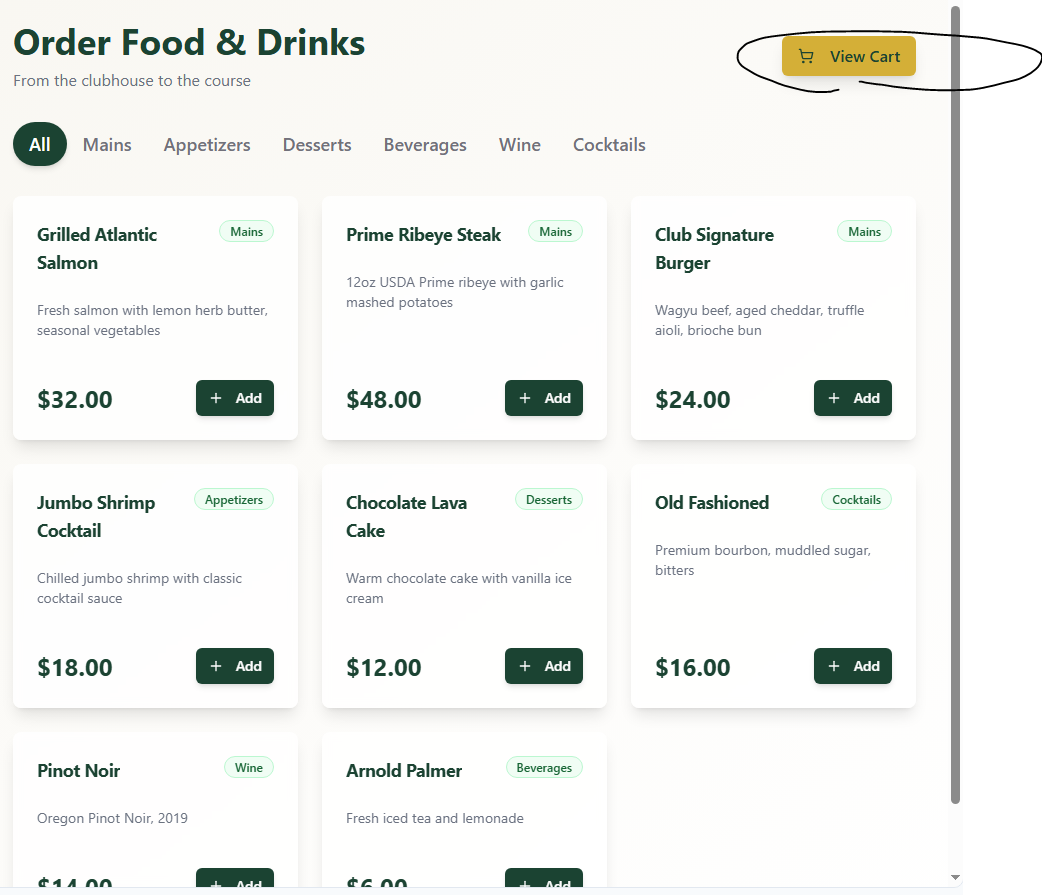 Order Food & Drinks
View Cart
From the clubhouse to the course
All Mains Appetizers Desserts Beverages Wine Cocktails
Grilled Atlantic
Salmon
Mains
Fresh salmon with lemon herb butter,
seasonal vegetables
$32.00
+ Add
Prime Ribeye Steak
Mains
12oz USDA Prime ribeye with garlic
mashed potatoes
$48.00
+ Add
Club Signature
Burger
Mains
Wagyu beef, aged cheddar, truffle
aioli, brioche bun
$24.00
+ Add
Jumbo Shrimp
Cocktail
Appetizers
Chilled jumbo shrimp with classic
cocktail sauce
$18.00
+ Add
Chocolate Lava
Cake
Desserts
Warm chocolate cake with vanilla ice
cream
$12.00
+ Add
Old Fashioned
Cocktails
Premium bourbon, muddled sugar,
bitters
$16.00
+ Add
Pinot Noir
Wine
Oregon Pinot Noir, 2019
$14.00
+ Add
Arnold Palmer
Beverages
Fresh iced tea and lemonade
$6.00
+ Add